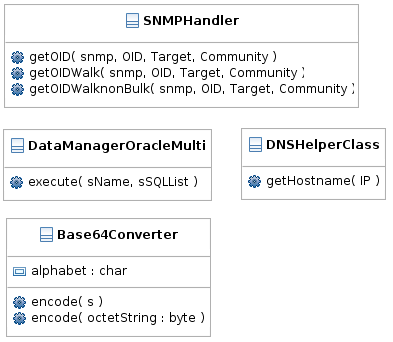 SNMPHandler
getOID( snmp, OID, Target, Community )
getOIDWalk( snmp, OID, Target, Community )
getOIDWalknonBulk( snmp, OID, Target, Community )
DataManagerOracleMulti
execute( sName, sSQLList )
DNSHelperClass
getHostname( IP )
Base64Converter
alphabet : char
encode( s )
encode( octetString : byte )